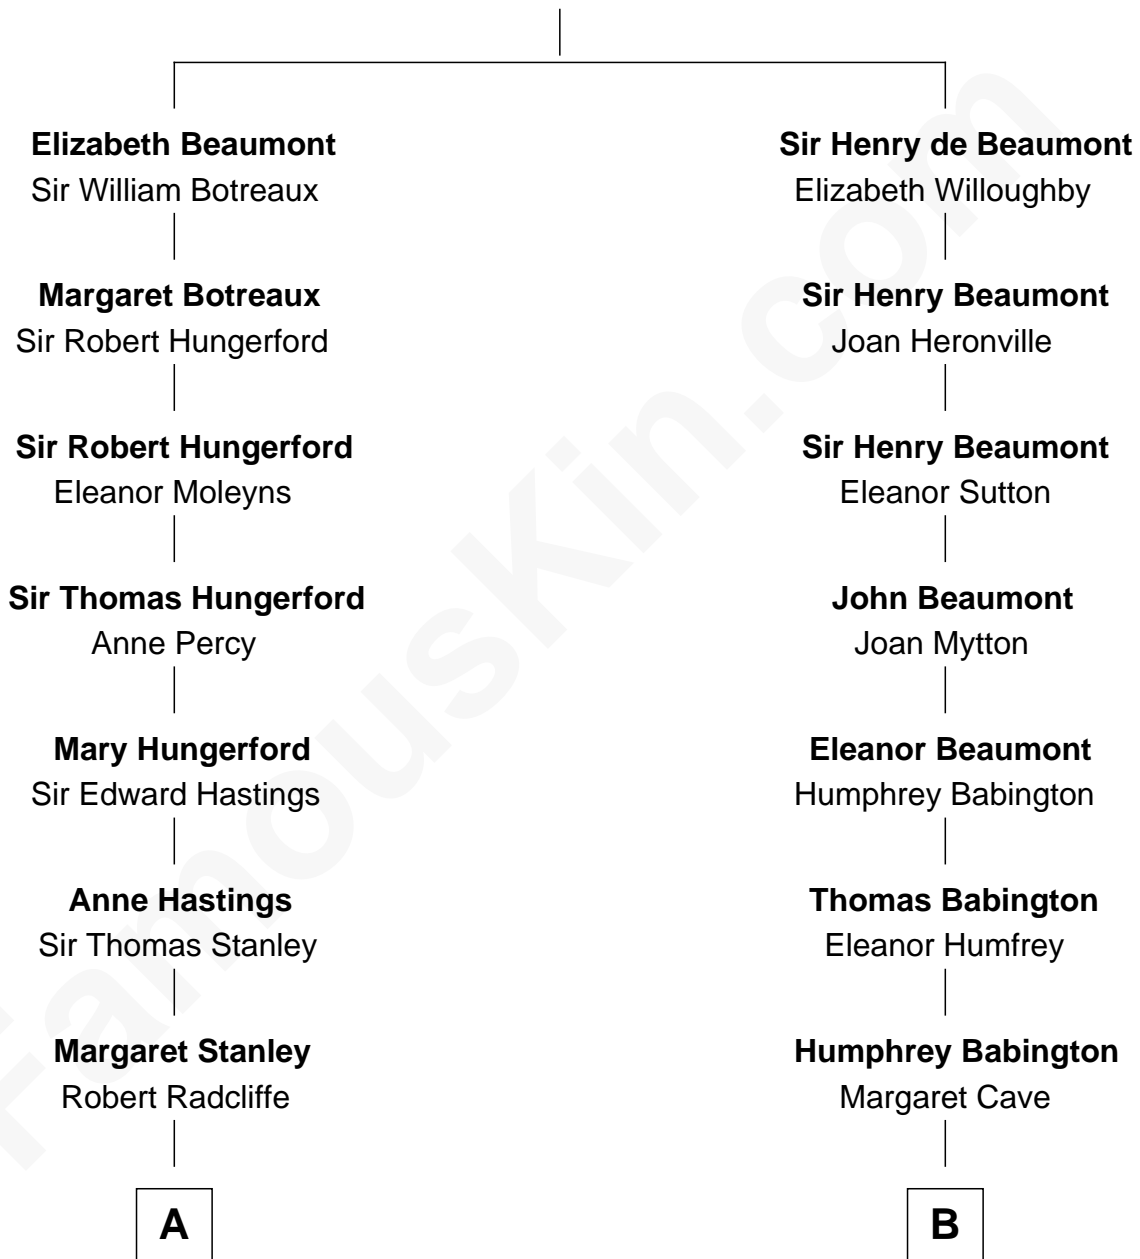 Elizabeth Beaumont
Sir William Botreaux
Margaret Botreaux
Sir Robert Hungerford
Sir Robert Hungerford
Eleanor Moleyns
Sir Thomas Hungerford
Anne Percy
Mary Hungerford
Sir Edward Hastings
Anne Hastings
Sir Thomas Stanley
Margaret Stanley
Robert Radcliffe
A
Sir Henry de Beaumont
Elizabeth Willoughby
Sir Henry Beaumont
Joan Heronville
Sir Henry Beaumont
Eleanor Sutton
John Beaumont
Joan Mytton
Eleanor Beaumont
Humphrey Babington
Thomas Babington
Eleanor Humfrey
Humphrey Babington
Margaret Cave
B
FamousKin.com